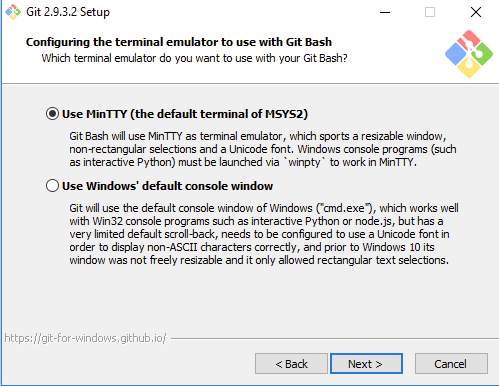 Git 2.9.3.2 Setup
Configuring the terminal emulator to use with Git Bash
Which terminal emulator do you want to use with your Git Bash?
Use MinTTY (the default terminal of MSYS2)
Git Bash will use MinTTY as terminal emulator, which sports a resizable window,
non-rectangular selections and a Unicode font. Windows console programs (such
as interactive Python) must be launched via `winpty` to work in MinTTY.
Use Windows' default console window
Git will use the default console window of Windows ("cmd.exe"), which works well
with Win32 console programs such as interactive Python or node.js, but has a
very limited default scroll-back, needs to be configured to use a Unicode font in
order to display non-ASCII characters correctly, and prior to Windows 10 its
window was not freely resizable and it only allowed rectangular text selections.
https://git-for-windows.github.io/
< Back
Next >
Cancel